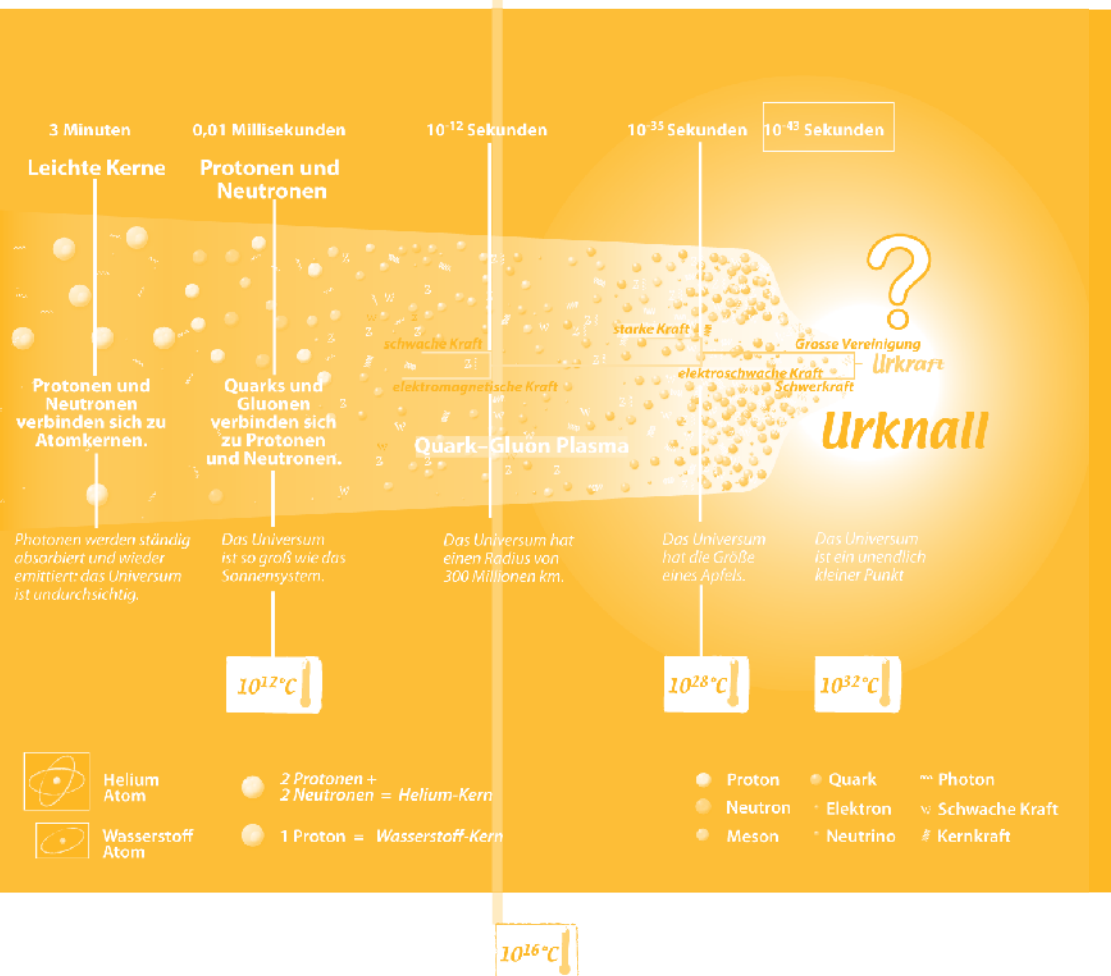 3 Minuten
0,01 Millisekunden
10⁻¹² Sekunden
10⁻³⁵ Sekunden
10⁻⁴³ Sekunden
Leichte Kerne
Protonen und
Neutronen
starke Kraft
schwache Kraft
Grosse Vereinigung
Urkraft
elektroschwache Kraft
elektromagnetische Kraft
Schwerkraft
?
Urknall
Protonen und
Neutronen
verbinden sich zu
Atomkernen.
Quarks und
Gluonen
verbinden sich
zu Protonen
und Neutronen.
Quark–Gluon Plasma
Photonen werden ständig
absorbiert und wieder
emittiert: das Universum
ist undurchsichtig.
Das Universum
ist so groß wie das
Sonnensystem.
Das Universum hat
einen Radius von
300 Millionen km.
Das Universum
hat die Größe
eines Apfels.
Das Universum
ist ein unendlich
kleiner Punkt
10¹²°C
10²⁸°C
10³²°C
Helium
Atom
2 Protonen +
2 Neutronen = Helium-Kern
Wasserstoff
Atom
1 Proton = Wasserstoff-Kern
Proton
Quark
Photon
Neutron
Elektron
Schwache Kraft
Meson
Neutrino
Kernkraft
10¹⁶°C